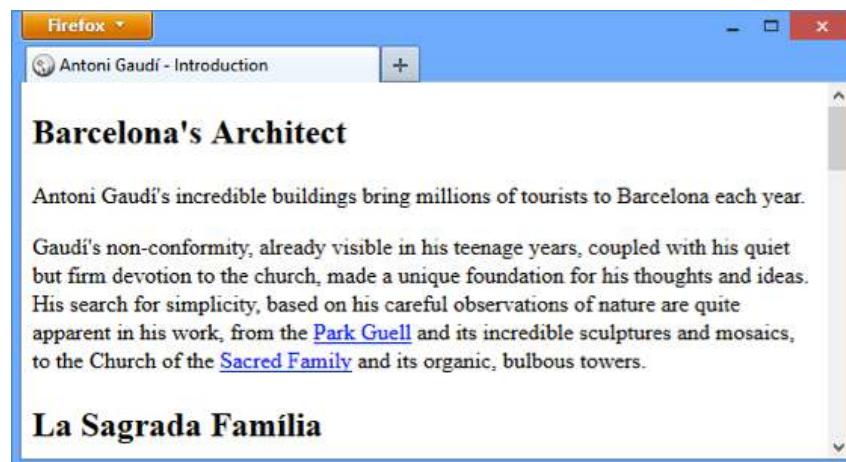 Firefox
Antoni Gaudí - Introduction
Barcelona's Architect
Antoni Gaudí's incredible buildings bring millions of tourists to Barcelona each year.
Gaudí's non-conformity, already visible in his teenage years, coupled with his quiet
but firm devotion to the church, made a unique foundation for his thoughts and ideas.
His search for simplicity, based on his careful observations of nature are quite
apparent in his work, from the Park Guell and its incredible sculptures and mosaics,
to the Church of the Sacred Family and its organic, bulbous towers.
La Sagrada Família